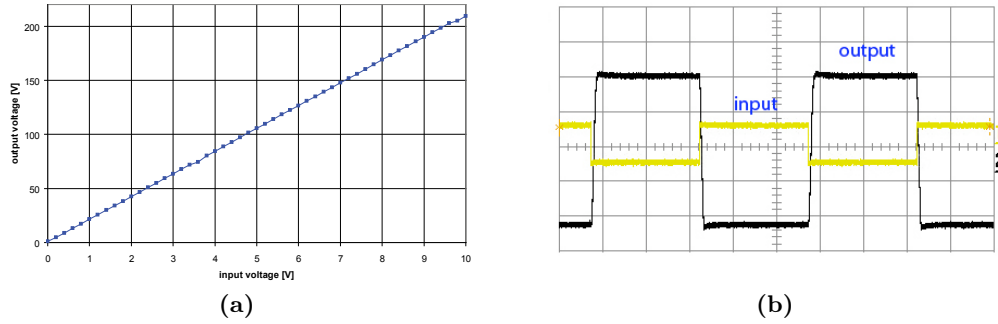 output voltage [V]
200
150
100
50
0
0 1 2 3 4 5 6 7 8 9 10
input voltage [V]
(a)
output
input
(b)